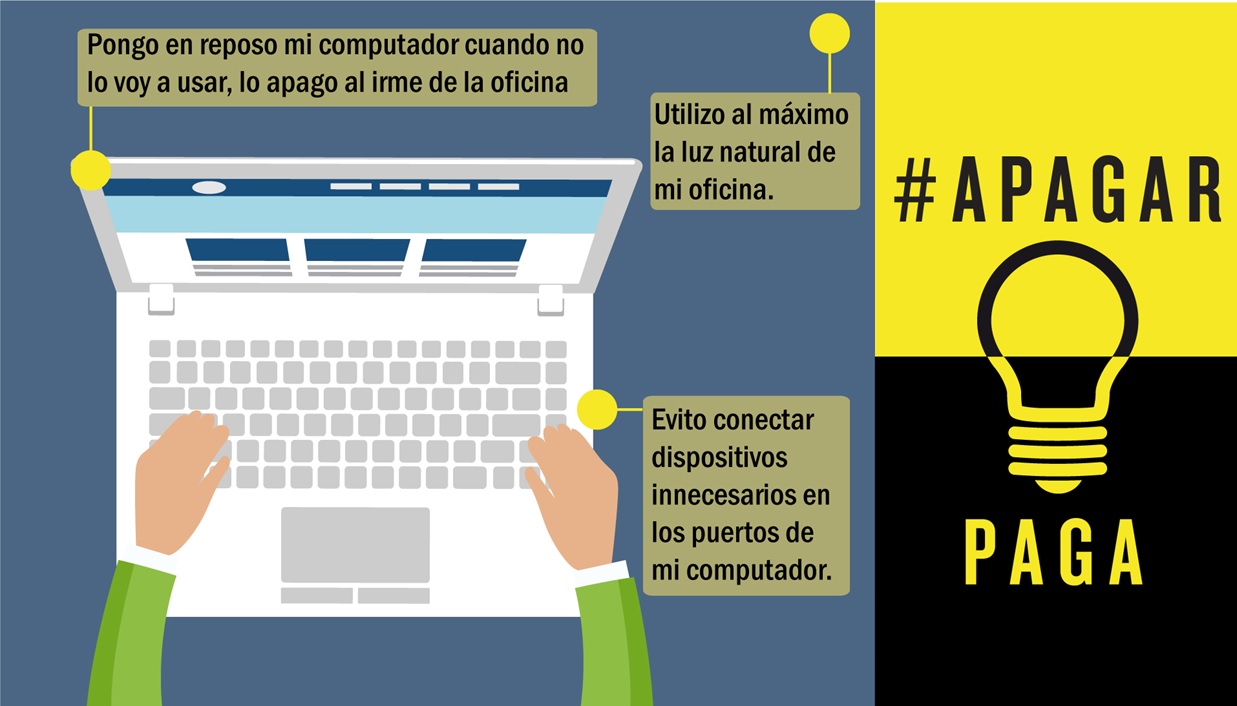 Pongo en reposo mi computador cuando no
lo voy a usar, lo apago al irme de la oficina
Utilizo al máximo
la luz natural de
mi oficina.
Evito conectar
dispositivos
innecesarios en
los puertos de
mi computador.
#APAGAR
PAGA